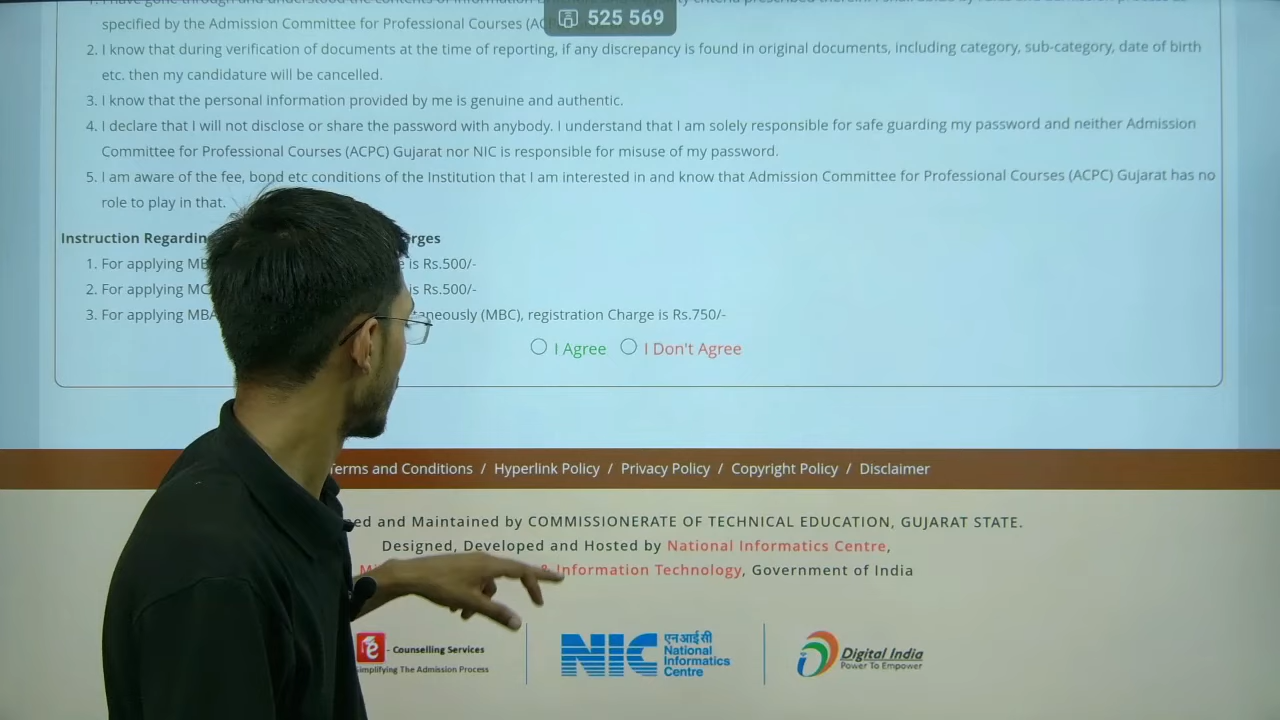 specified by the Admission Committee for Professional Courses (AC
525 569
2. I know that during verification of documents at the time of reporting, if any discrepancy is found in original documents, including category, sub-category, date of birth
etc. then my candidature will be cancelled.
3. I know that the personal information provided by me is genuine and authentic.
4. I declare that I will not disclose or share the password with anybody. I understand that I am solely responsible for safe guarding my password and neither Admission
Committee for Professional Courses (ACPC) Gujarat nor NIC is responsible for misuse of my password.
5. I am aware of the fee, bond etc conditions of the Institution that I am interested in and know that Admission Committee for Professional Courses (ACPC) Gujarat has no
role to play in that.
Instruction Regardin rges
1. For applying MB is Rs.500/-
2. For applying MC is Rs.500/-
3. For applying MBA taneously (MBC), registration Charge is Rs.750/-
I Agree I Don't Agree
Terms and Conditions / Hyperlink Policy / Privacy Policy / Copyright Policy / Disclaimer
ed and Maintained by COMMISSIONERATE OF TECHNICAL EDUCATION, GUJARAT STATE.
Designed, Developed and Hosted by National Informatics Centre,
& Information Technology, Government of India
e - Counselling Services
Simplifying The Admission Process
NIC एन आई सी
National
Informatics
Centre
Digital India
Power To Empower